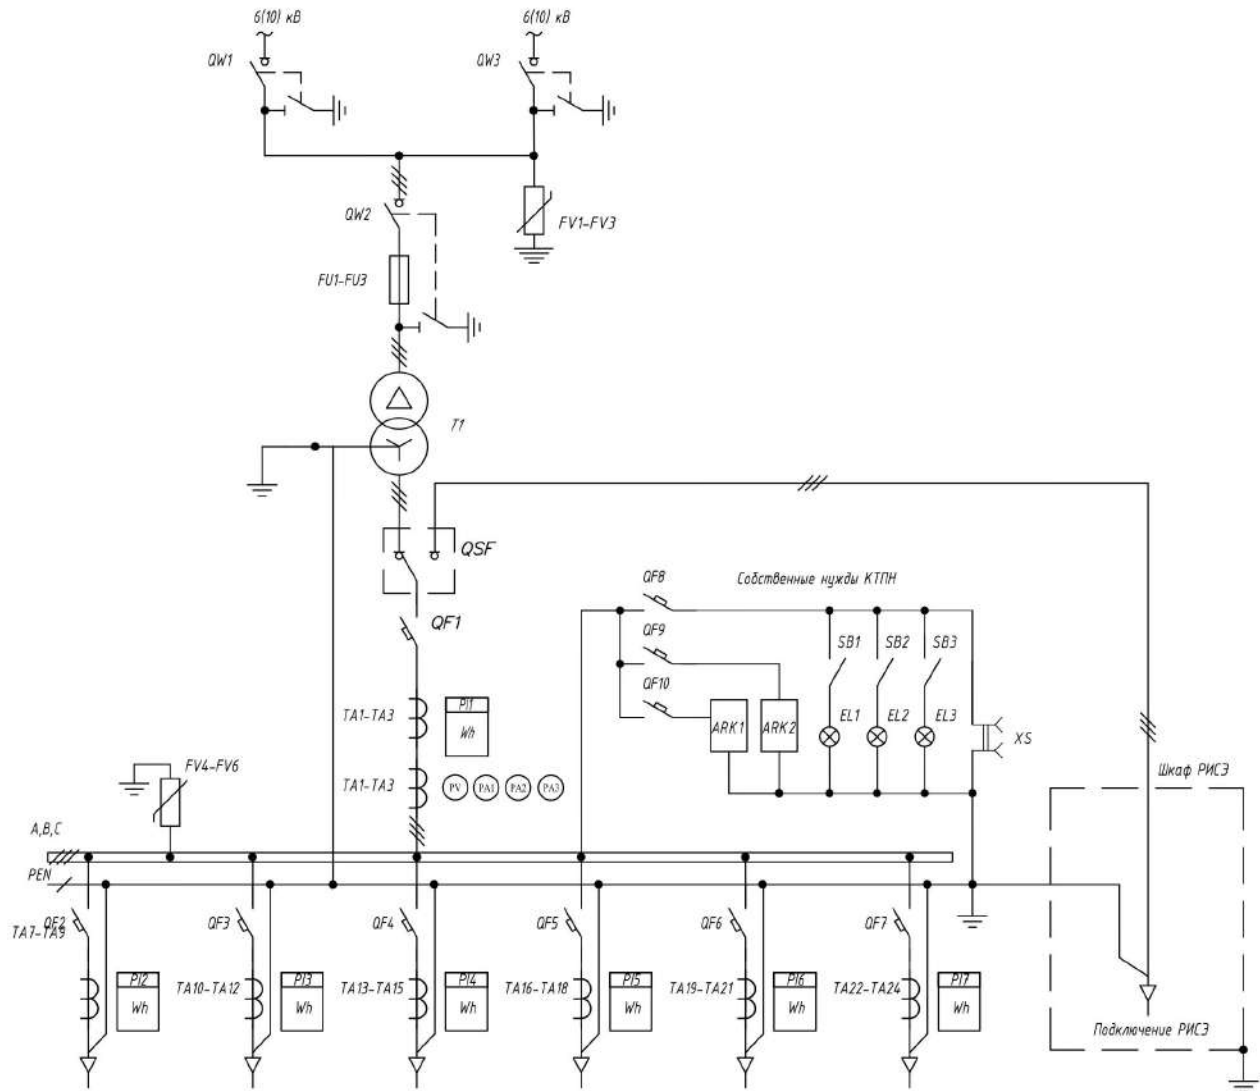 6(10) кВ
6(10) кВ
QW1
QW3
QW2
FV1-FV3
FU1-FU3
T1
QSF
QF1
QF8
Собственные нужды КТПН
QF9
SB1
SB2
SB3
QF10
TA1-TA3
PI1
Wh
ARK1
ARK2
EL1
EL2
EL3
XS
FV4-FV6
TA1-TA3
PV
PA1
PA2
PA3
Шкаф РИСЭ
A,B,C
PEN
QF2
TA7-TA9
QF3
QF4
QF5
QF6
QF7
PI2
Wh
TA10-TA12
PI3
Wh
TA13-TA15
PI4
Wh
TA16-TA18
PI5
Wh
TA19-TA21
PI6
Wh
TA22-TA24
PI7
Wh
Подключение РИСЭ